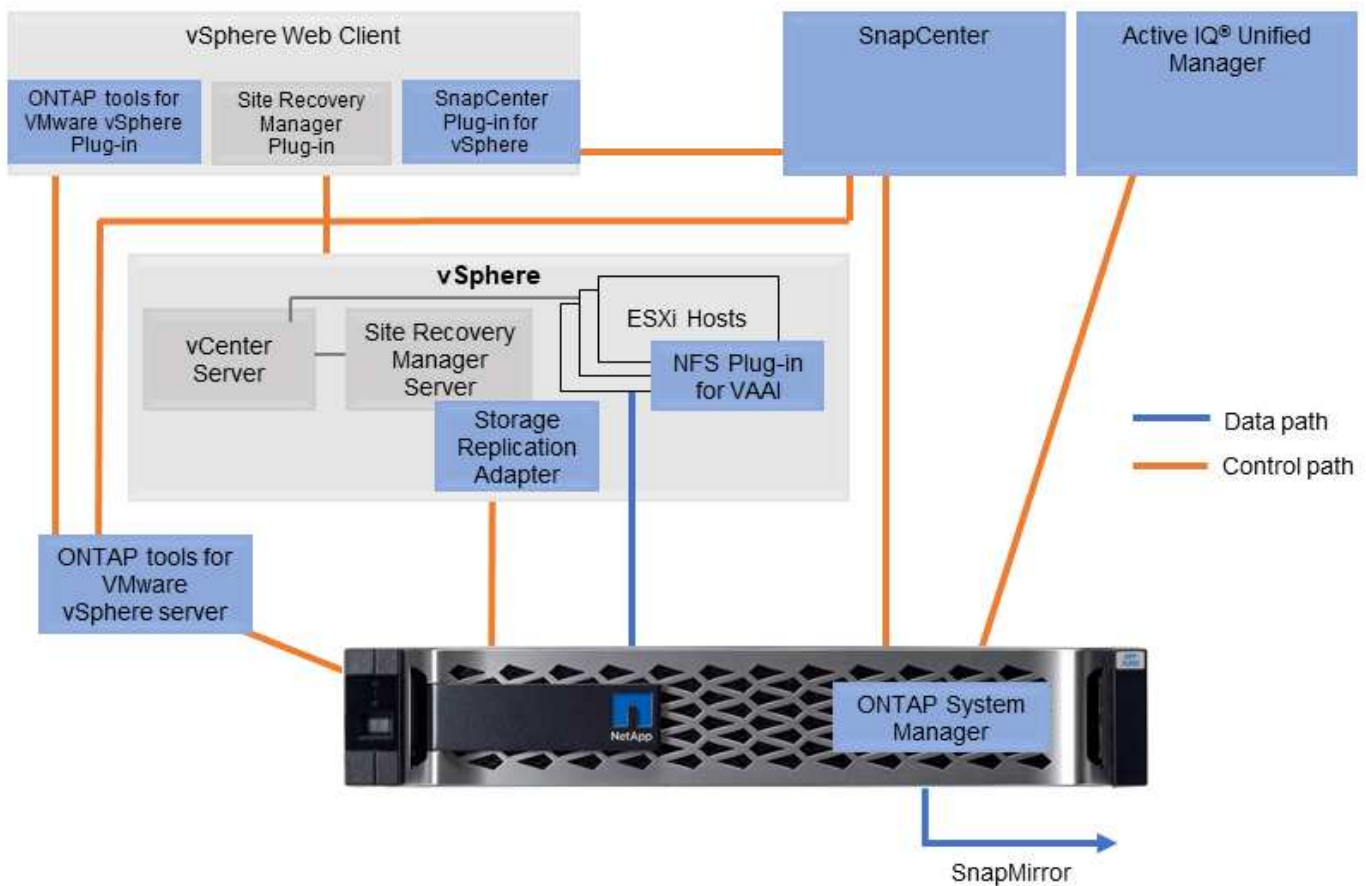 vSphere Web Client
ONTAP tools for
VMware vSphere
Plug-in
Site Recovery
Manager
Plug-in
SnapCenter
Plug-in for
vSphere
SnapCenter
Active IQ® Unified
Manager
vSphere
vCenter
Server
Site Recovery
Manager
Server
Storage
Replication
Adapter
ESXi Hosts
NFS Plug-in
for VAAI
Data path
Control path
ONTAP tools for
VMware
vSphere server
NetApp
ONTAP System
Manager
SnapMirror